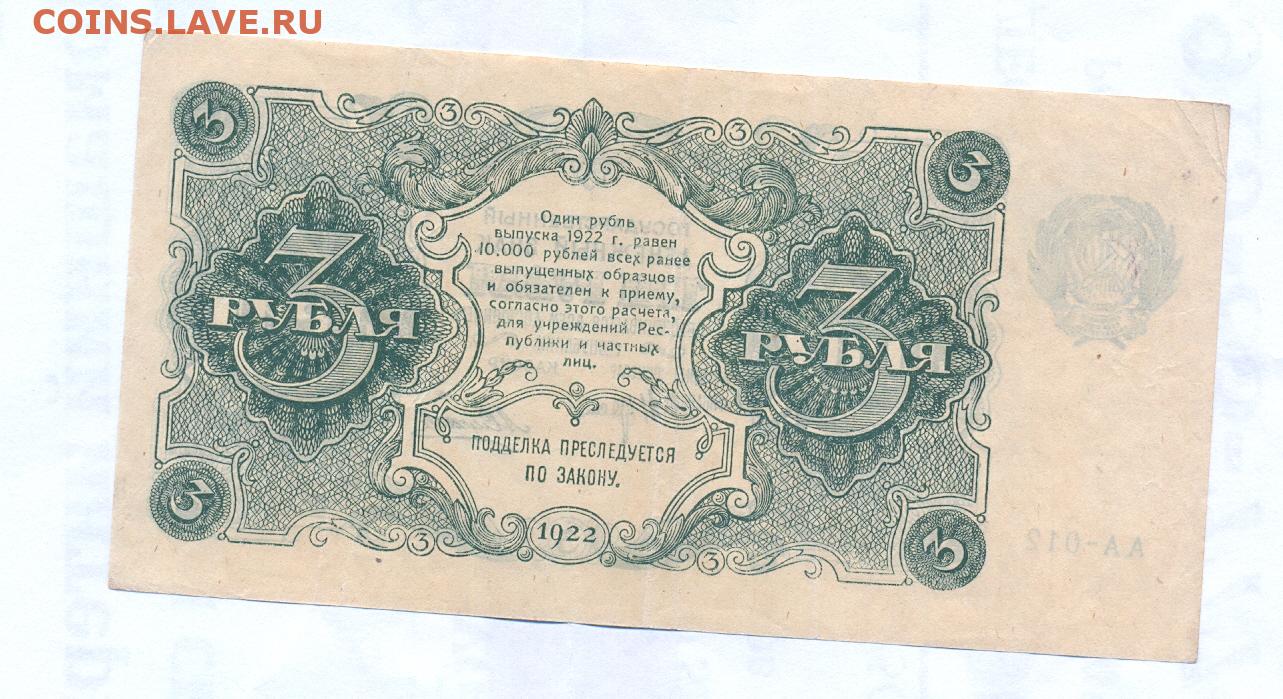 COINS.LAVE.RU
3
3
3
3
Один рубль
выпуска 1922 г. равен
10.000 рублей всех ранее
выпущенных образцов
и обязателен к приему,
согласно этого расчета,
для учреждений Рес-
публики и частных
лиц.
3
РУБЛЯ
3
РУБЛЯ
ПОДДЕЛКА ПРЕСЛЕДУЕТСЯ
ПО ЗАКОНУ.
3
1922
3
3
3
АА-012